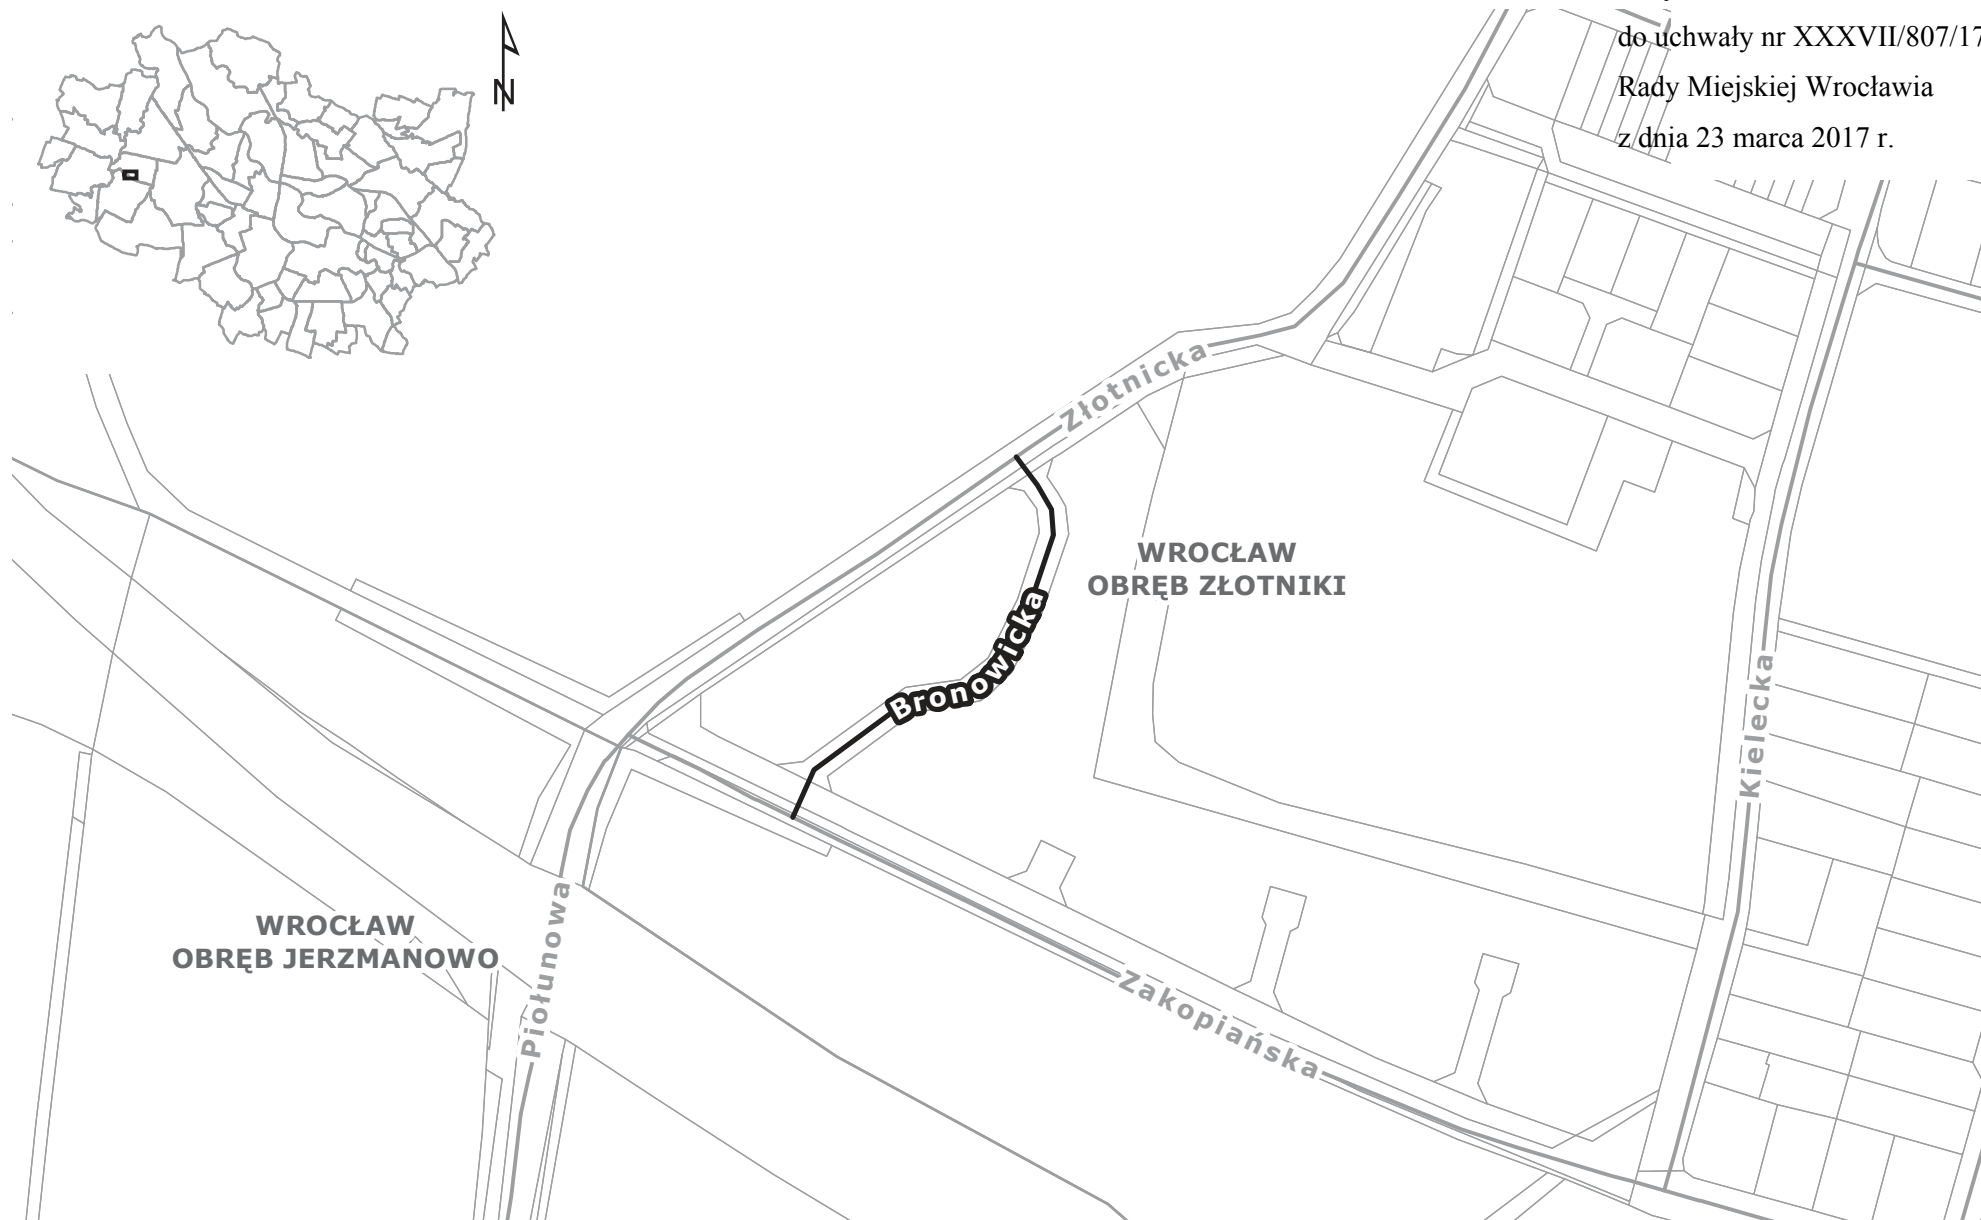 do uchwały nr XXXVII/807/17
Rady Miejskiej Wrocławia
z dnia 23 marca 2017 r.
N
Złotnicka
WROCŁAW
OBRĘB ZŁOTNIKI
Bronowicka
Kielecka
WROCŁAW
OBRĘB JERZMANOWO
Piołunowa
Zakopiańska